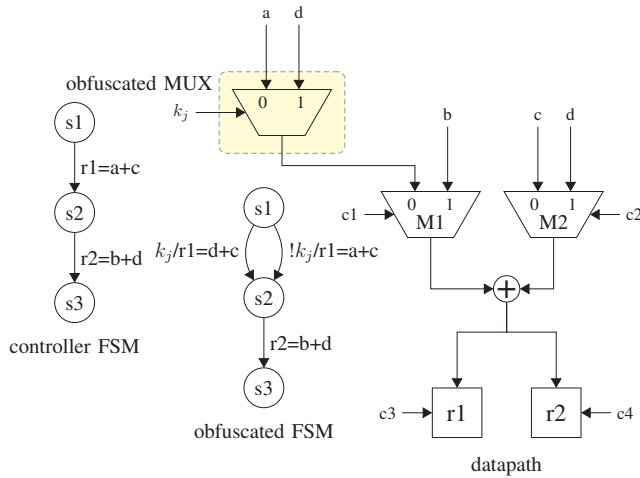 a d
obfuscated MUX
0 1
k_j
s1
r1=a+c
s2
r2=b+d
s3
controller FSM
s1
k_j/r1=d+c
!k_j/r1=a+c
s2
r2=b+d
s3
obfuscated FSM
b c d
0 1
M1
c1
0 1
M2
c2
+
c3
r1
r2
c4
datapath